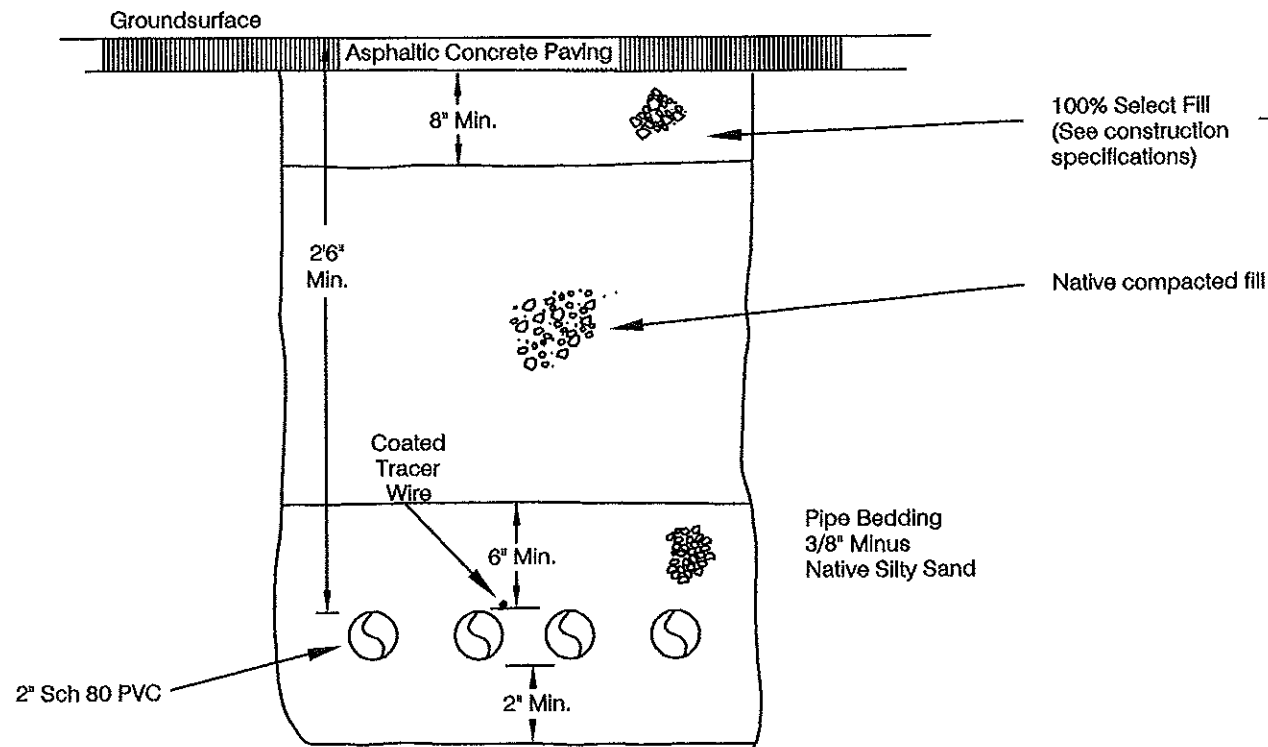 Groundsurface
Asphaltic Concrete Paving
8" Min.
100% Select Fill
(See construction
specifications)
2'6"
Min.
Native compacted fill
Coated
Tracer
Wire
6" Min.
Pipe Bedding
3/8" Minus
Native Silty Sand
2" Sch 80 PVC
2" Min.